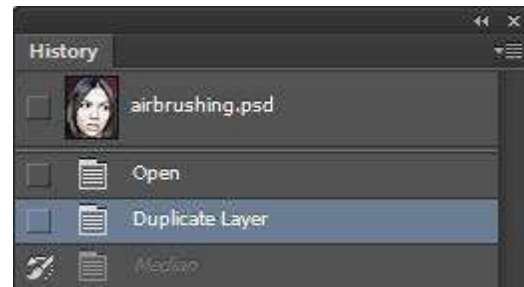 History
airbrushing.psd
Open
Duplicate Layer
Median